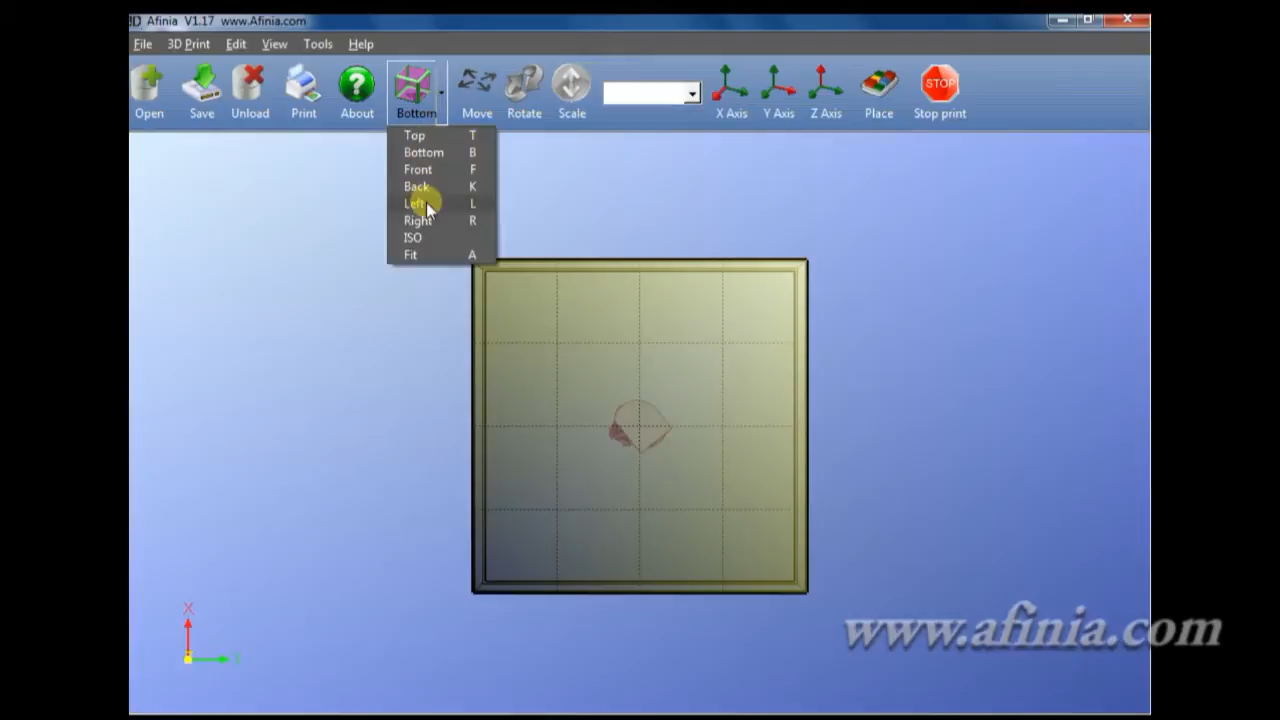 Afinia V1.17 www.Afinia.com
File 3D Print Edit View Tools Help
Open Save Unload Print About Bottom Move Rotate Scale X Axis Y Axis Z Axis Place Stop print
STOP
Top T
Bottom B
Front F
Back K
Left L
Right R
ISO
Fit A
X
www.afinia.com